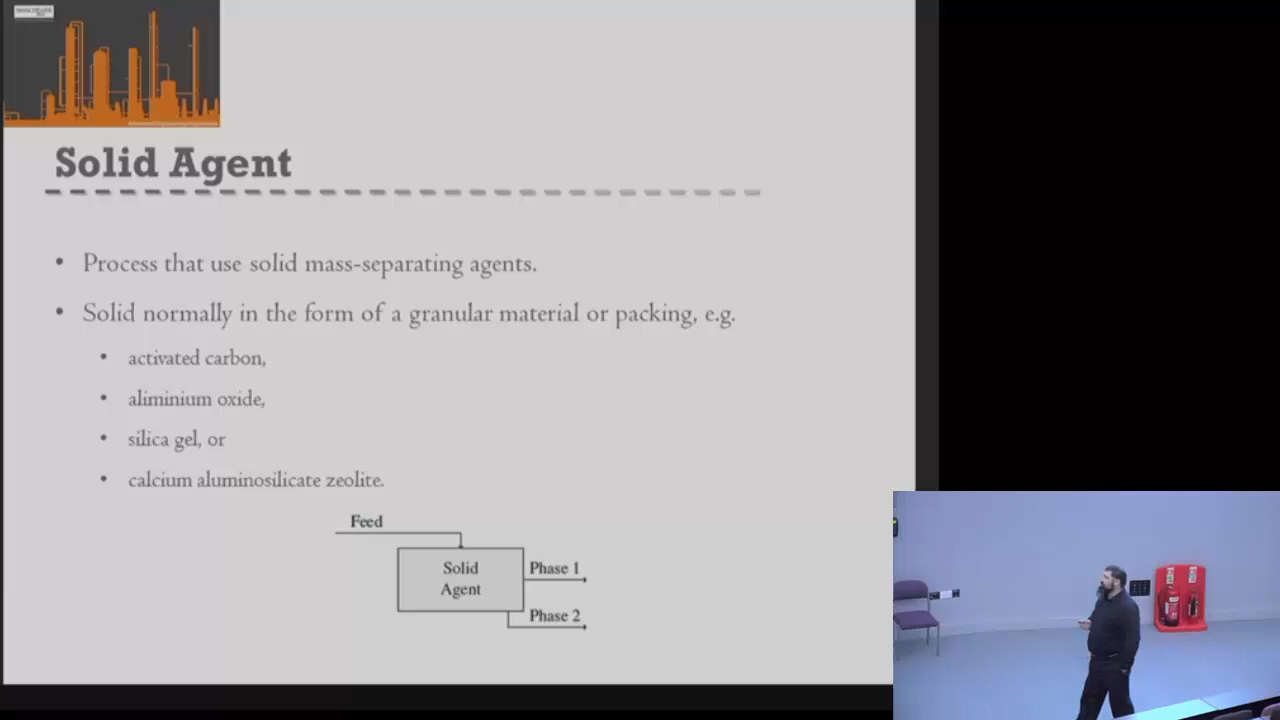 MANCHESTER
Solid Agent
• Process that use solid mass-separating agents.
• Solid normally in the form of a granular material or packing, e.g.
• activated carbon,
• aliminium oxide,
• silica gel, or
• calcium aluminosilicate zeolite.
Feed
Solid
Agent
Phase 1
Phase 2